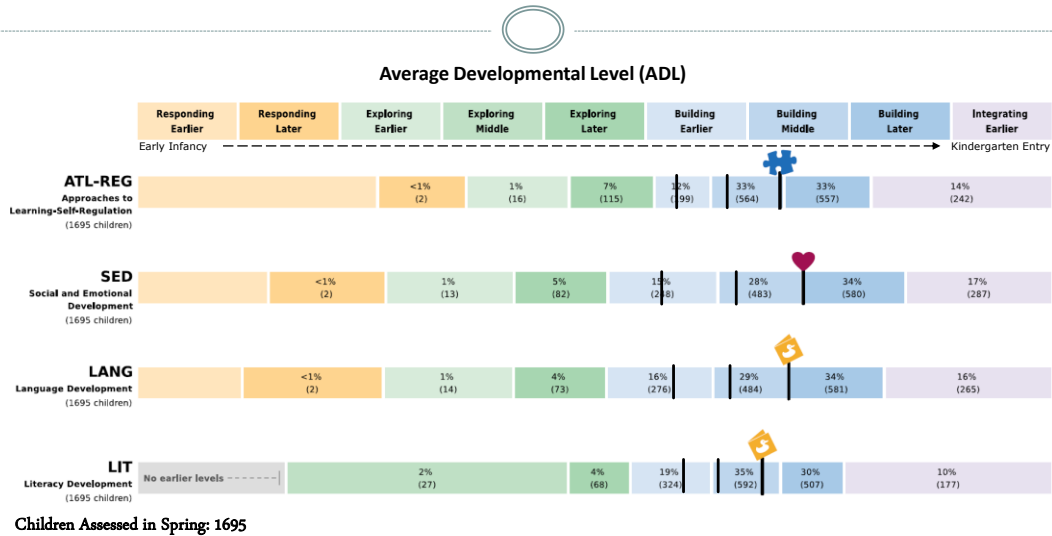 Average Developmental Level (ADL)
Responding Earlier
Responding Later
Exploring Earlier
Exploring Middle
Exploring Later
Building Earlier
Building Middle
Building Later
Integrating Earlier
Early Infancy
Kindergarten Entry
ATL-REG
Approaches to
Learning-Self-Regulation
(1695 children)
<1% 1% 7% 12% 33% 33% 14%
(2) (16) (115) (199) (564) (557) (242)
SED
Social and Emotional
Development
(1695 children)
<1% 1% 5% 15% 28% 34% 17%
(2) (13) (82) (248) (483) (580) (287)
LANG
Language Development
(1695 children)
<1% 1% 4% 16% 29% 34% 16%
(2) (14) (73) (276) (484) (581) (265)
LIT
Literacy Development
(1695 children)
No earlier levels
2% 4% 19% 35% 30% 10%
(27) (68) (324) (592) (507) (177)
Children Assessed in Spring: 1695